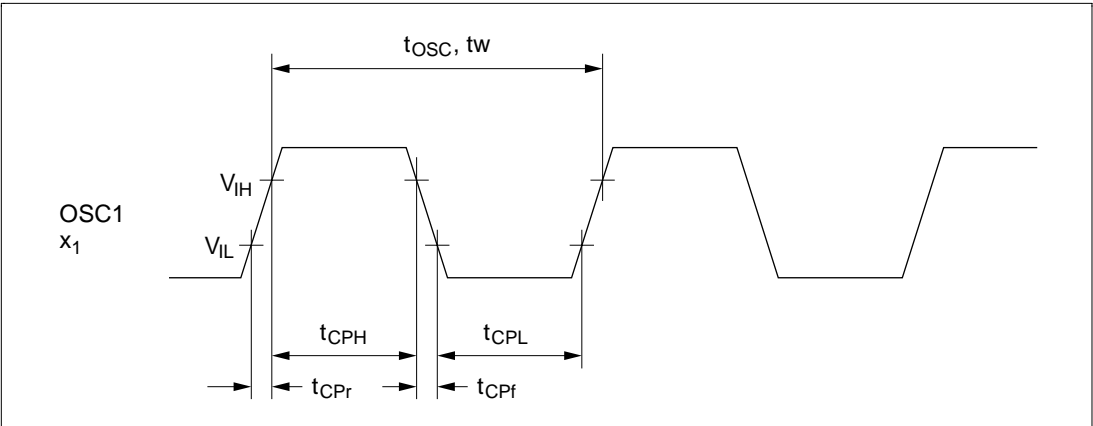 tOSC, tw
VIH
OSC1
x1
VIL
tCPH
tCPL
tCPr
tCPf